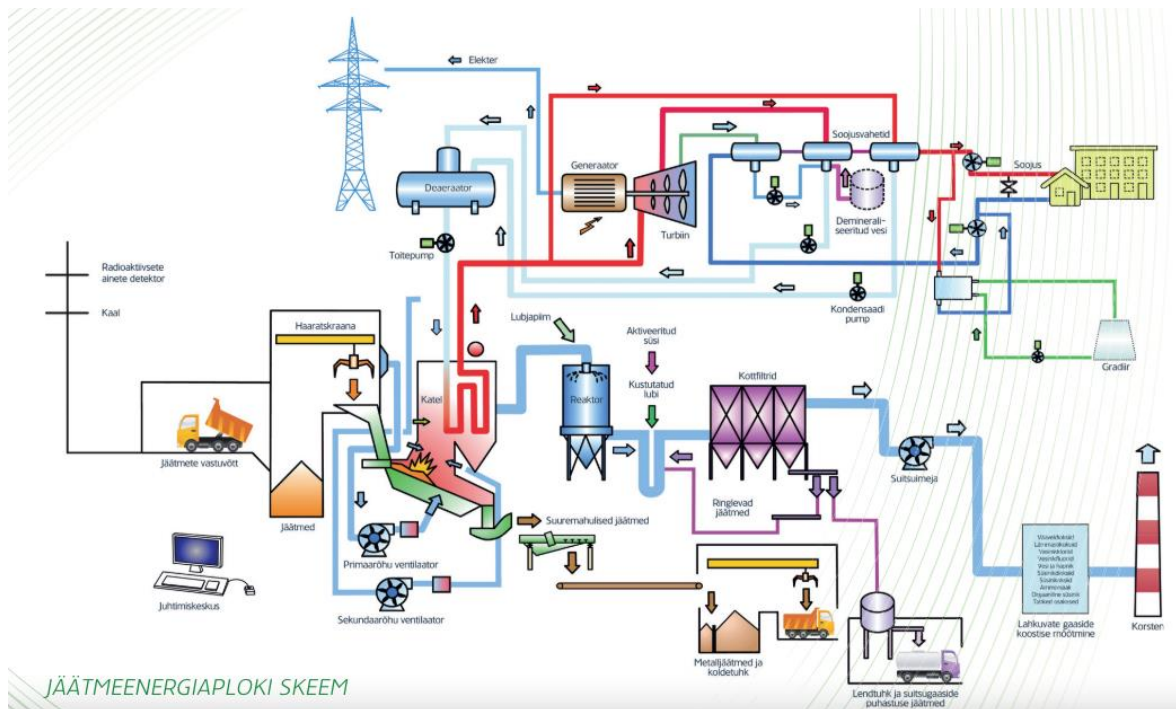 Elekter
Soojusvahetid
Generaator
Soojus
Deaeraator
Deminerali-
seeritud vesi
Turbiin
Toitepump
Radioaktiivsete
ainete detektor
Kaal
Kondensaadi
pump
Lubjapiim
Aktiveeritud
süsi
Haaratskraana
Kustutatud
lubi
Kottfiltrid
Gradiir
Katel
Reaktor
Jäätmete vastuvõtt
Suitsuimeja
Jäätmed
Ringlevad
jäätmed
Suuremahulised jäätmed
Primaarõhu ventilaator
Juhtimiskeskus
Sekundaarõhu ventilaator
Lahkuvate gaaside
koostise mõõtmine
Korsten
Metalljäätmed ja
koldetuhk
Lendtuhk ja suitsugaaside
puhastuse jäätmed
JÄÄTMEENERGIAPLOKI SKEEM